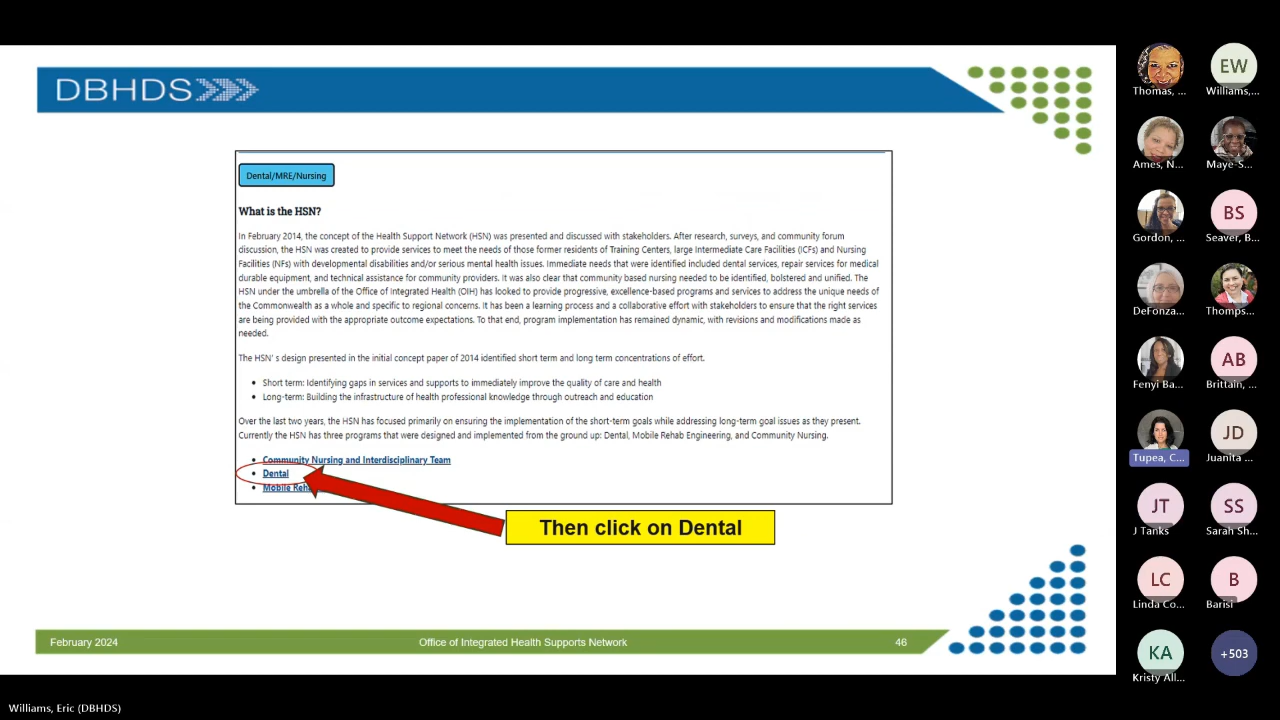 DBHDS
Dental/MRE/Nursing
What is the HSN?
In February 2014, the concept of the Health Support Network (HSN) was presented and discussed with stakeholders. After research, surveys, and community forum
discussion, the HSN was created to provide services to meet the needs of those former residents of Training Centers, large Intermediate Care Facilities (ICFs) and Nursing
Facilities (NFs) with developmental disabilities and/or serious mental health issues. Immediate needs that were identified included dental services, repair services for medical
durable equipment, and technical assistance for community providers. It was also clear that community based nursing needed to be identified, bolstered and unified. The
HSN under the umbrella of the Office of Integrated Health (OIH) has looked to provide progressive, excellence-based programs and services to address the unique needs of
the Commonwealth as a whole and specific to regional concerns. It has been a learning process and a collaborative effort with stakeholders to ensure that the right services
are being provided with the appropriate outcome expectations. To that end, program implementation has remained dynamic, with revisions and modifications made as
needed.
The HSN' s design presented in the initial concept paper of 2014 identified short term and long term concentrations of effort.
• Short term: Identifying gaps in services and supports to immediately improve the quality of care and health
• Long-term: Building the infrastructure of health professional knowledge through outreach and education
Over the last two years, the HSN has focused primarily on ensuring the implementation of the short-term goals while addressing long-term goal issues as they present.
Currently the HSN has three programs that were designed and implemented from the ground up: Dental, Mobile Rehab Engineering, and Community Nursing.
• Community Nursing and Interdisciplinary Team
• Dental
• Mobile Reh
Then click on Dental
February 2024
Office of Integrated Health Supports Network
46
Thomas, ...
EW
Williams,...
Ames, N...
Maye-S...
Gordon, ...
BS
Seaver, B...
DeFonza...
Thomps...
Fenyi Ba...
AB
Brittain, ...
Tupea, C...
JD
Juanita ...
JT
J Tanks
SS
Sarah Sh...
LC
Linda Co...
B
Barisi
KA
Kristy All...
+503
Williams, Eric (DBHDS)